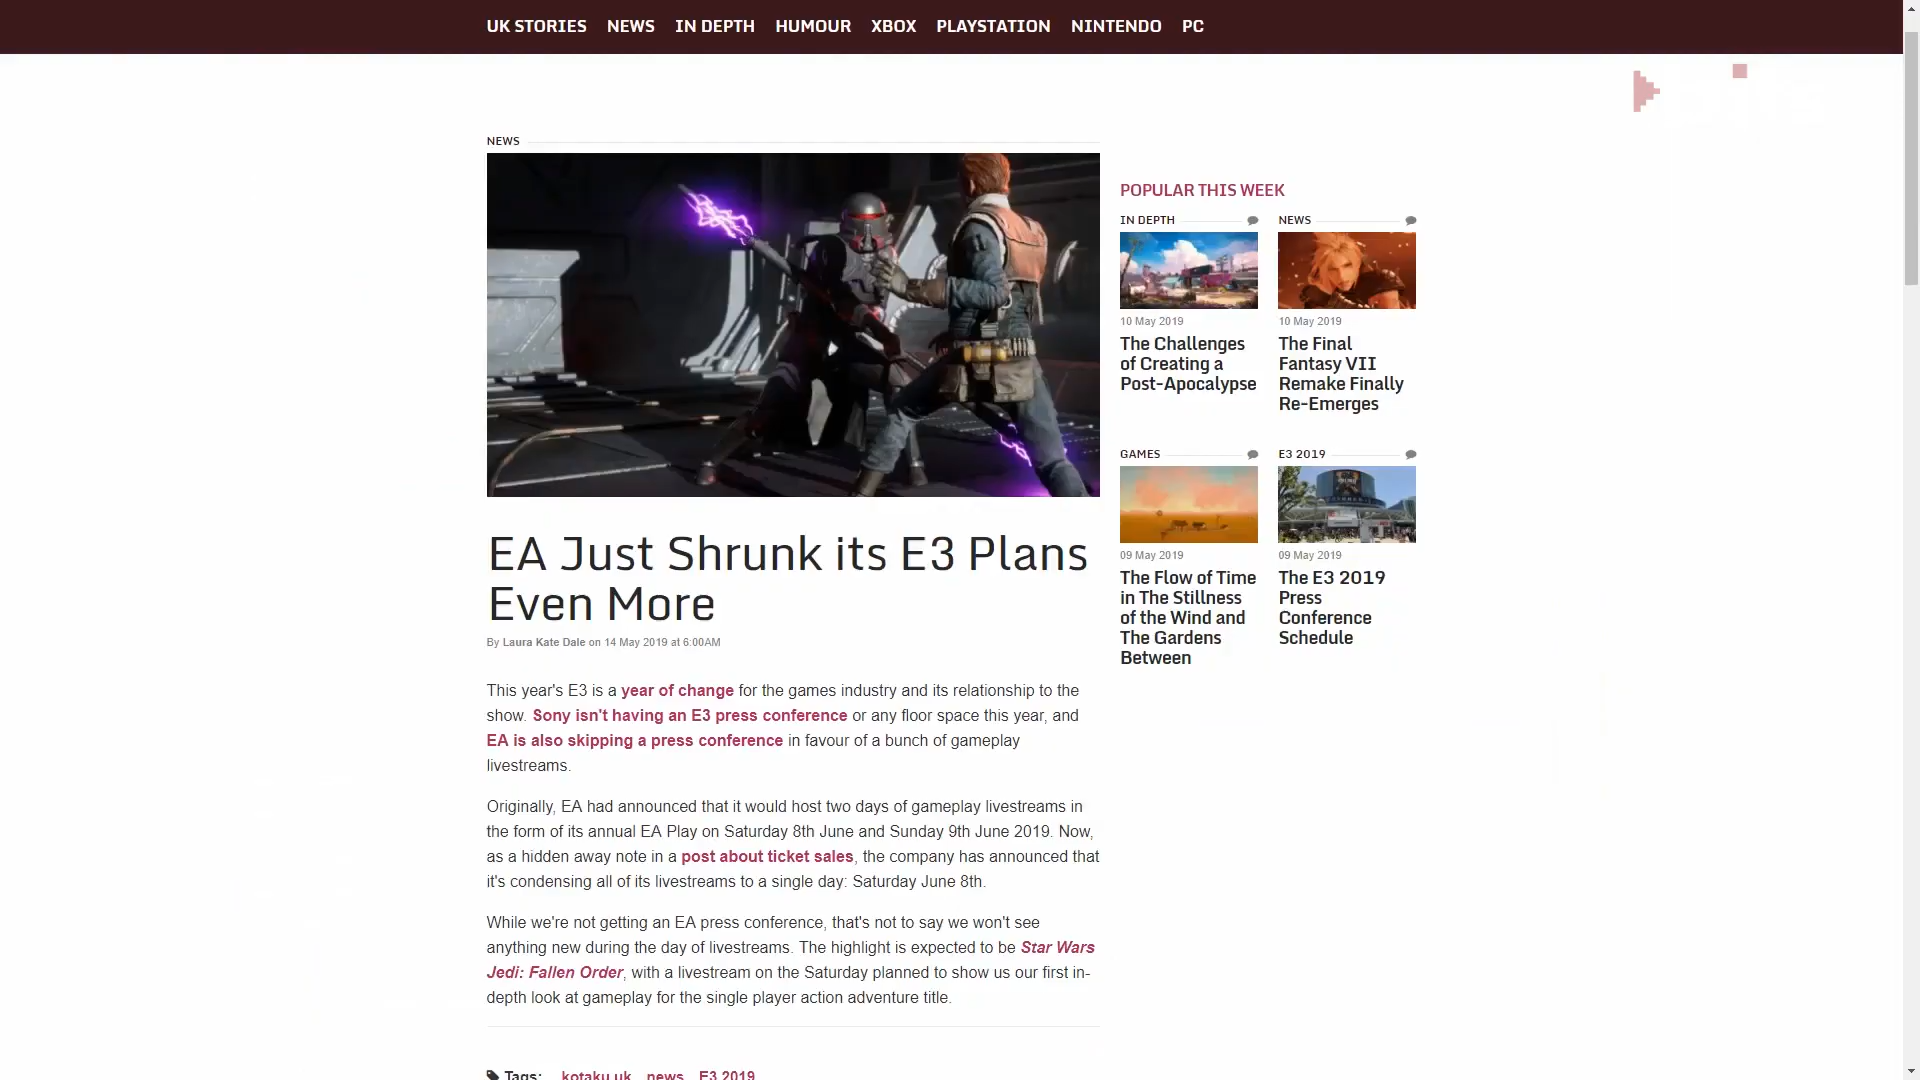 UK STORIES NEWS IN DEPTH HUMOUR XBOX PLAYSTATION NINTENDO PC
NEWS
EA Just Shrunk its E3 Plans
Even More
By Laura Kate Dale on 14 May 2019 at 6:00AM
This year's E3 is a year of change for the games industry and its relationship to the
show. Sony isn't having an E3 press conference or any floor space this year, and
EA is also skipping a press conference in favour of a bunch of gameplay
livestreams.
Originally, EA had announced that it would host two days of gameplay livestreams in
the form of its annual EA Play on Saturday 8th June and Sunday 9th June 2019. Now,
as a hidden away note in a post about ticket sales, the company has announced that
it's condensing all of its livestreams to a single day: Saturday June 8th.
While we're not getting an EA press conference, that's not to say we won't see
anything new during the day of livestreams. The highlight is expected to be Star Wars
Jedi: Fallen Order, with a livestream on the Saturday planned to show us our first in-
depth look at gameplay for the single player action adventure title.
Tags: kotaku uk news E3 2019
POPULAR THIS WEEK
IN DEPTH
10 May 2019
The Challenges
of Creating a
Post-Apocalypse
NEWS
10 May 2019
The Final
Fantasy VII
Remake Finally
Re-Emerges
GAMES
09 May 2019
The Flow of Time
in The Stillness
of the Wind and
The Gardens
Between
E3 2019
09 May 2019
The E3 2019
Press
Conference
Schedule